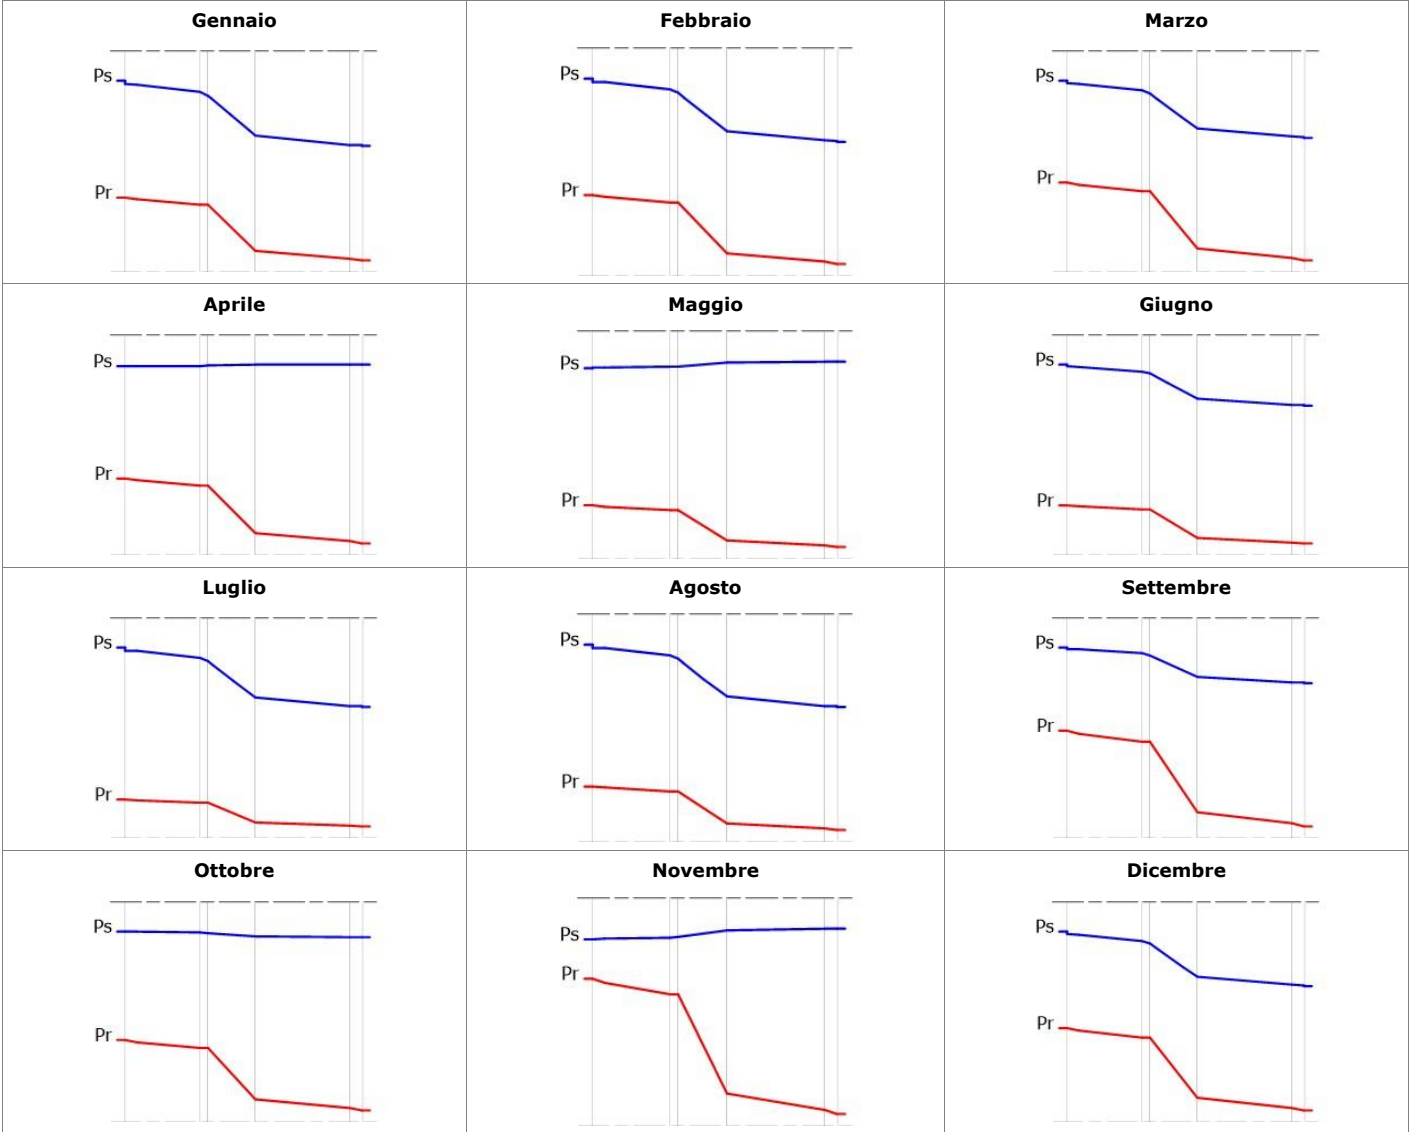 Gennaio
Febbraio
Marzo
Ps
Ps
Ps
Pr
Pr
Pr
Aprile
Maggio
Giugno
Ps
Ps
Ps
Pr
Pr
Pr
Luglio
Agosto
Settembre
Ps
Ps
Ps
Pr
Pr
Pr
Ottobre
Novembre
Dicembre
Ps
Ps
Ps
Pr
Pr
Pr